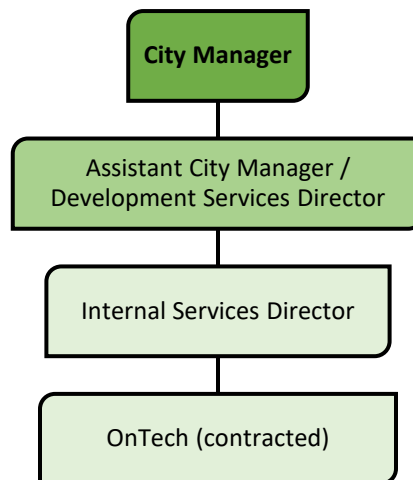 City Manager
Assistant City Manager /
Development Services Director
Internal Services Director
OnTech (contracted)